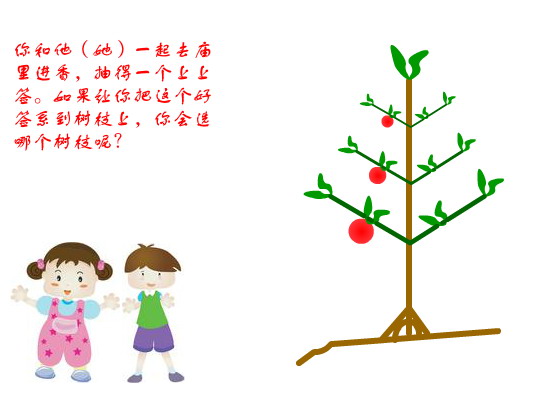 你和他（她）一起去庙
里进香，抽得一个上上
签。如果让你把这个好
签系到树枝上，你会选
哪个树枝呢？